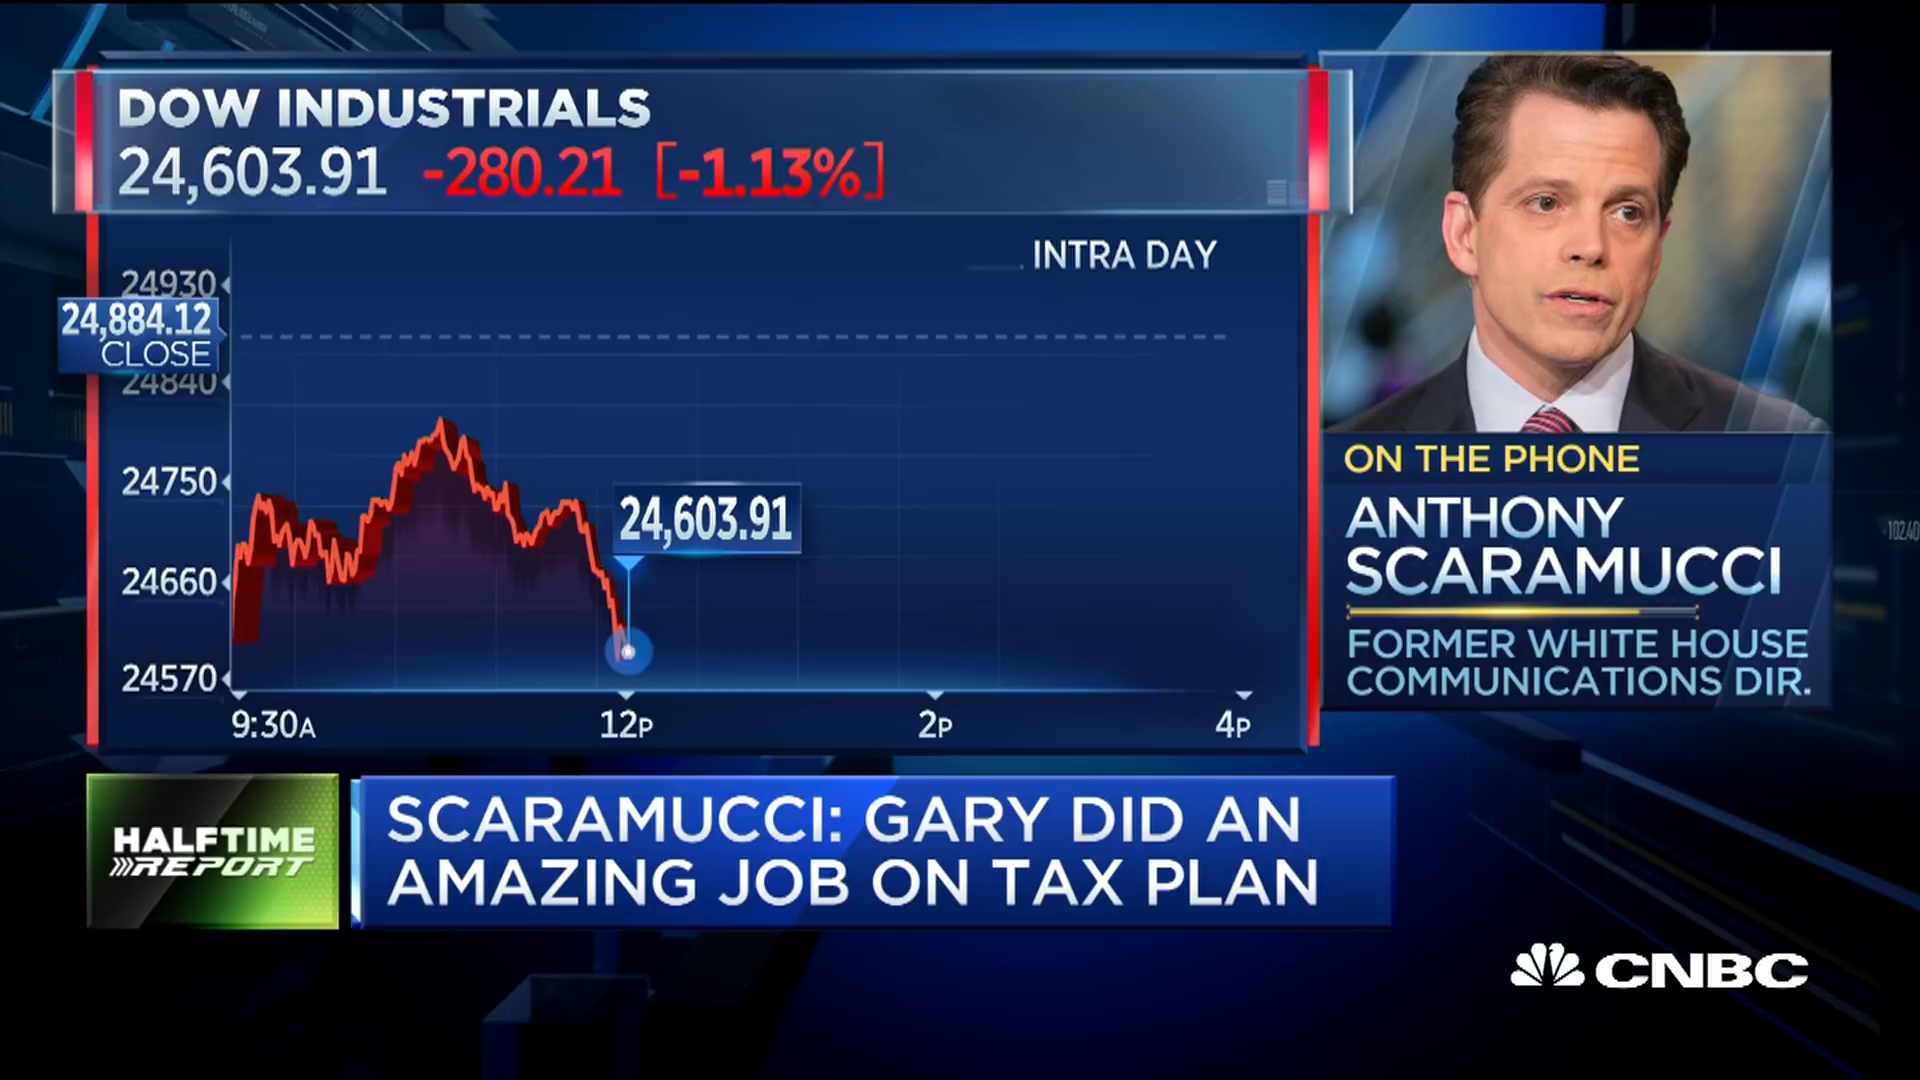 DOW INDUSTRIALS
24,603.91 -280.21 [-1.13%]
INTRA DAY
24930
24,884.12
CLOSE
24840
24750
24,603.91
24660
24570
9:30A 12P 2P 4P
ON THE PHONE
ANTHONY
SCARAMUCCI
FORMER WHITE HOUSE
COMMUNICATIONS DIR.
HALFTIME
REPORT
SCARAMUCCI: GARY DID AN
AMAZING JOB ON TAX PLAN
CNBC